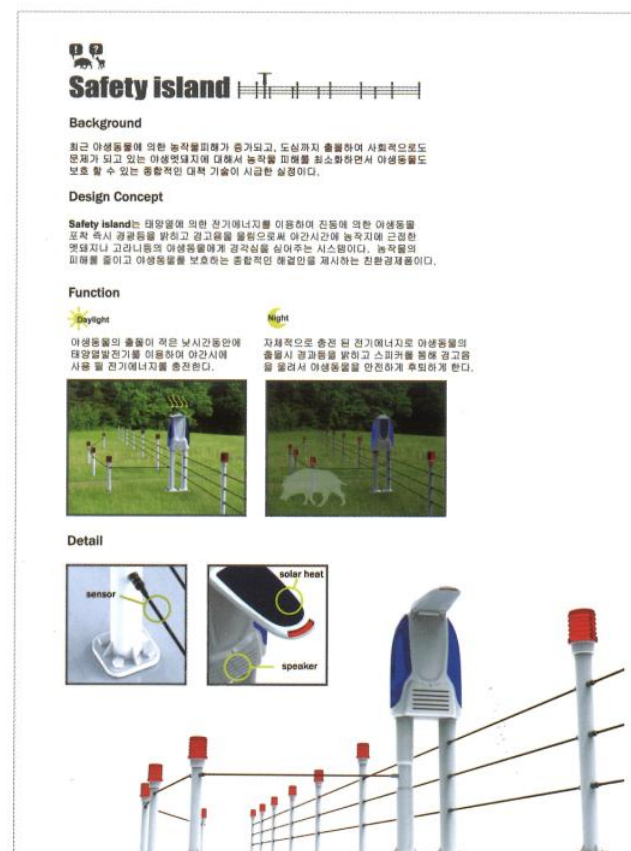 ! ?
Safety island
Background
최근 야생동물에 의한 농작물피해가 증가되고, 도심까지 출몰하여 사회적으로도
문제가 되고 있는 야생멧돼지에 대해서 농작물 피해를 최소화하면서 야생동물도
보호 할 수 있는 종합적인 대책 기술이 시급한 실정이다.
Design Concept
Safety island는 태양열에 의한 전기에너지를 이용하여 진동에 의한 야생동물
포착 즉시 경광등을 밝히고 경고음을 울림으로써 야간시간에 농작지에 근접한
멧돼지나 고라니등의 야생동물에게 경각심을 심어주는 시스템이다. 농작물의
피해를 줄이고 야생동물를 보호하는 종합적인 해결안을 제시하는 친환경제품이다.
Function
Daylight
야생동물의 출몰이 적은 낮시간동안에
태양열발전기를 이용하여 야간시에
사용 될 전기에너지를 충전한다.
Night
자체적으로 충전 된 전기에너지로 야생동물의
출몰시 경과등을 밝히고 스피커를 통해 경고음
을 울려서 야생동물을 안전하게 후퇴하게 한다.
Detail
sensor
solar heat
speaker